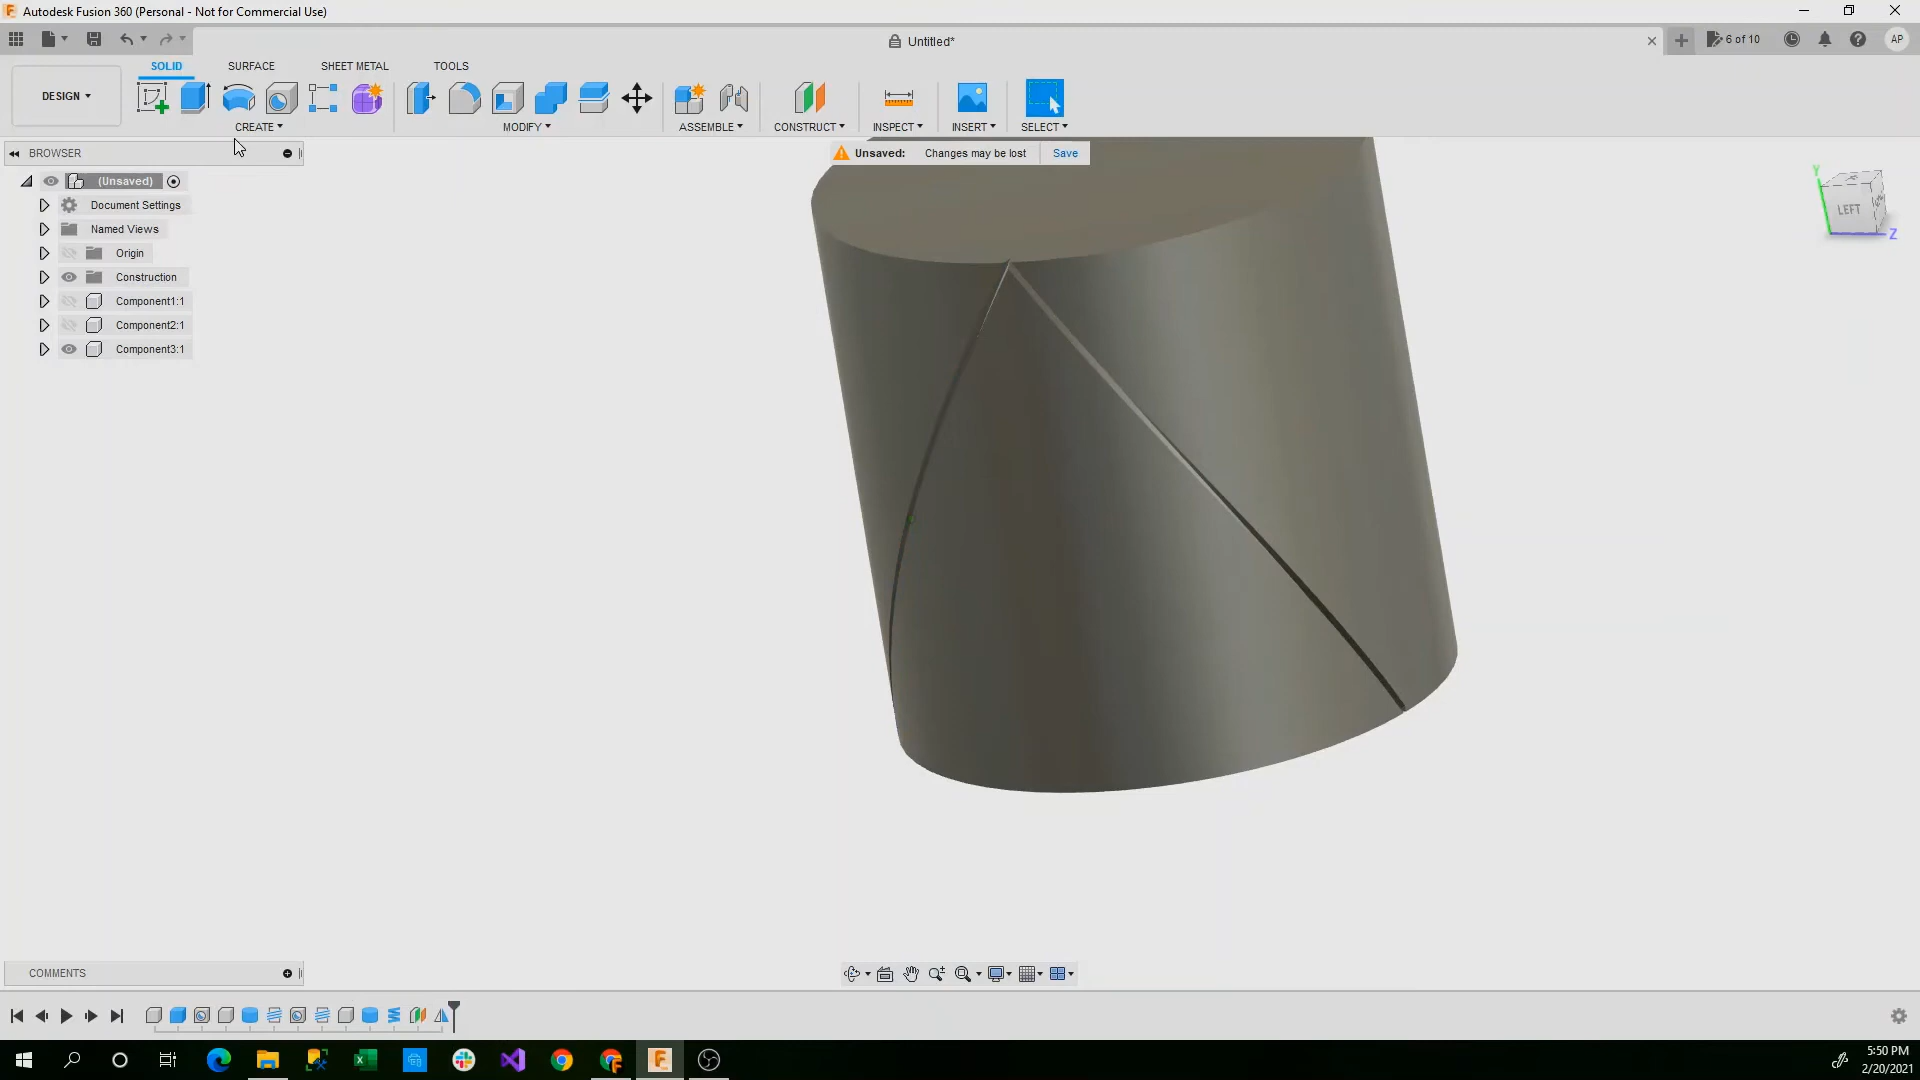 Autodesk Fusion 360 (Personal - Not for Commercial Use)
Untitled*
6 of 10
AP
SOLID
SURFACE
SHEET METAL
TOOLS
DESIGN
CREATE
MODIFY
ASSEMBLE
CONSTRUCT
INSPECT
INSERT
SELECT
BROWSER
Unsaved: Changes may be lost Save
(Unsaved)
Document Settings
Named Views
Origin
Construction
Component1:1
Component2:1
Component3:1
Y
LEFT
Z
COMMENTS
5:50 PM
2/20/2021